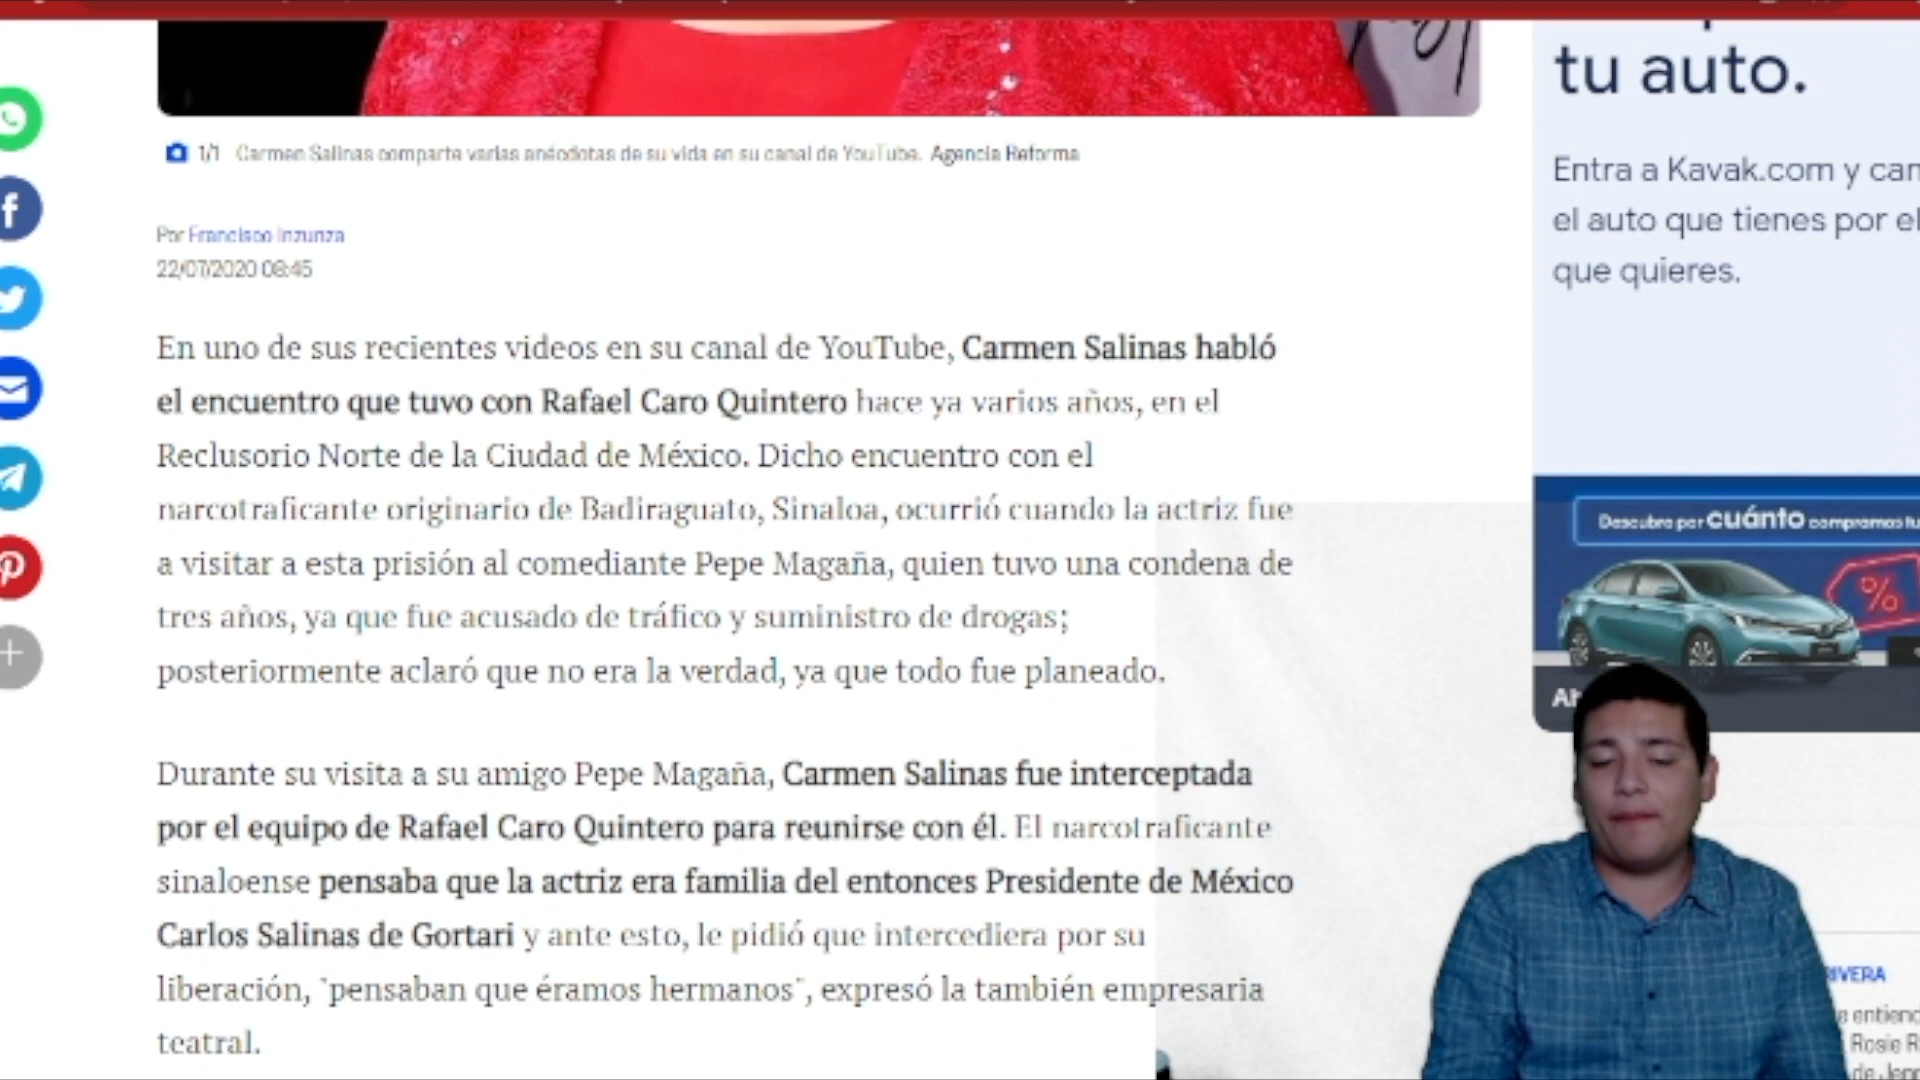 tu auto.
Entra a Kavak.com y
el auto que tienes por
que quieres.
1/1 Carmen Salinas comparte varias anécdotas de su vida en su canal de YouTube. Agencia Reforma
Por Francisco Inzunza
22/07/2020 08:45
En uno de sus recientes videos en su canal de YouTube, Carmen Salinas habló
el encuentro que tuvo con Rafael Caro Quintero hace ya varios años, en el
Reclusorio Norte de la Ciudad de México. Dicho encuentro con el
narcotraficante originario de Badiraguato, Sinaloa, ocurrió cuando la actriz fue
a visitar a esta prisión al comediante Pepe Magaña, quien tuvo una condena de
tres años, ya que fue acusado de tráfico y suministro de drogas;
posteriormente aclaró que no era la verdad, ya que todo fue planeado.
Durante su visita a su amigo Pepe Magaña, Carmen Salinas fue interceptada
por el equipo de Rafael Caro Quintero para reunirse con él. El narcotraficante
sinaloense pensaba que la actriz era familia del entonces Presidente de México
Carlos Salinas de Gortari y ante esto, le pidió que intercediera por su
liberación, "pensaban que éramos hermanos", expresó la también empresaria
teatral.
Descubre por cuánto compramos tu
%
RIVERA
Rosie